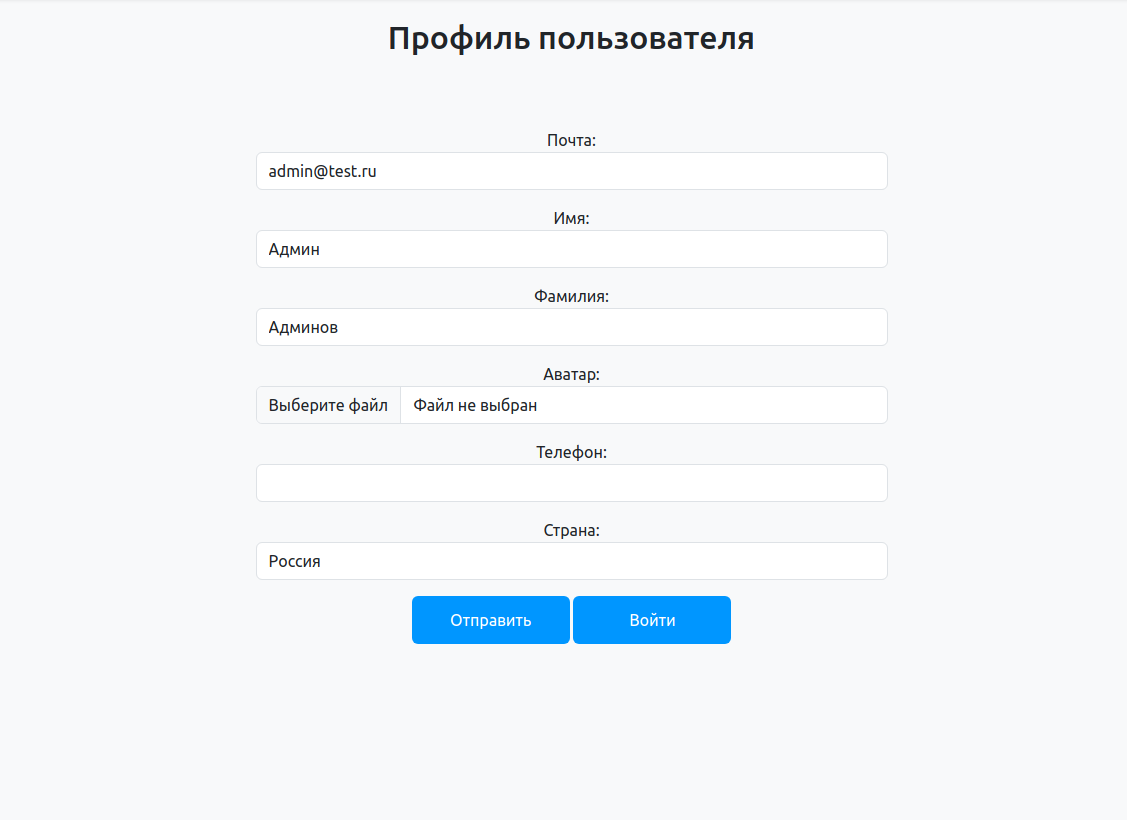 Профиль пользователя
Почта:
admin@test.ru
Имя:
Админ
Фамилия:
Админов
Аватар:
Выберите файл Файл не выбран
Телефон:
Страна:
Россия
Отправить Войти